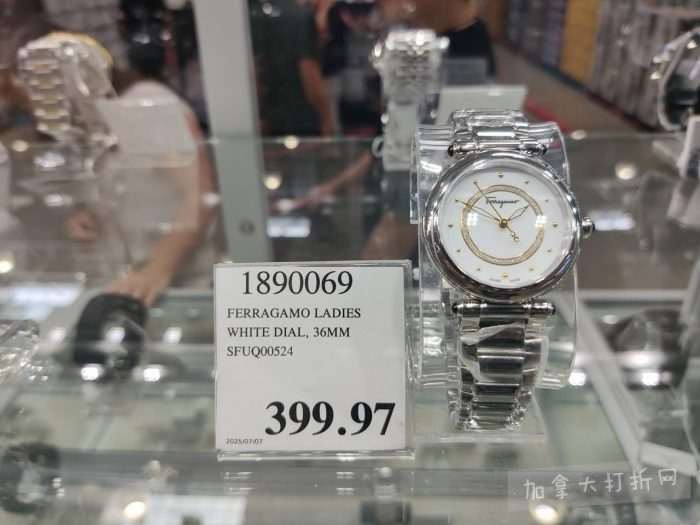 Ferragamo
1890069
FERRAGAMO LADIES
WHITE DIAL, 36MM
SFUQ00524
399.97
2025/07/07
加拿大打折网